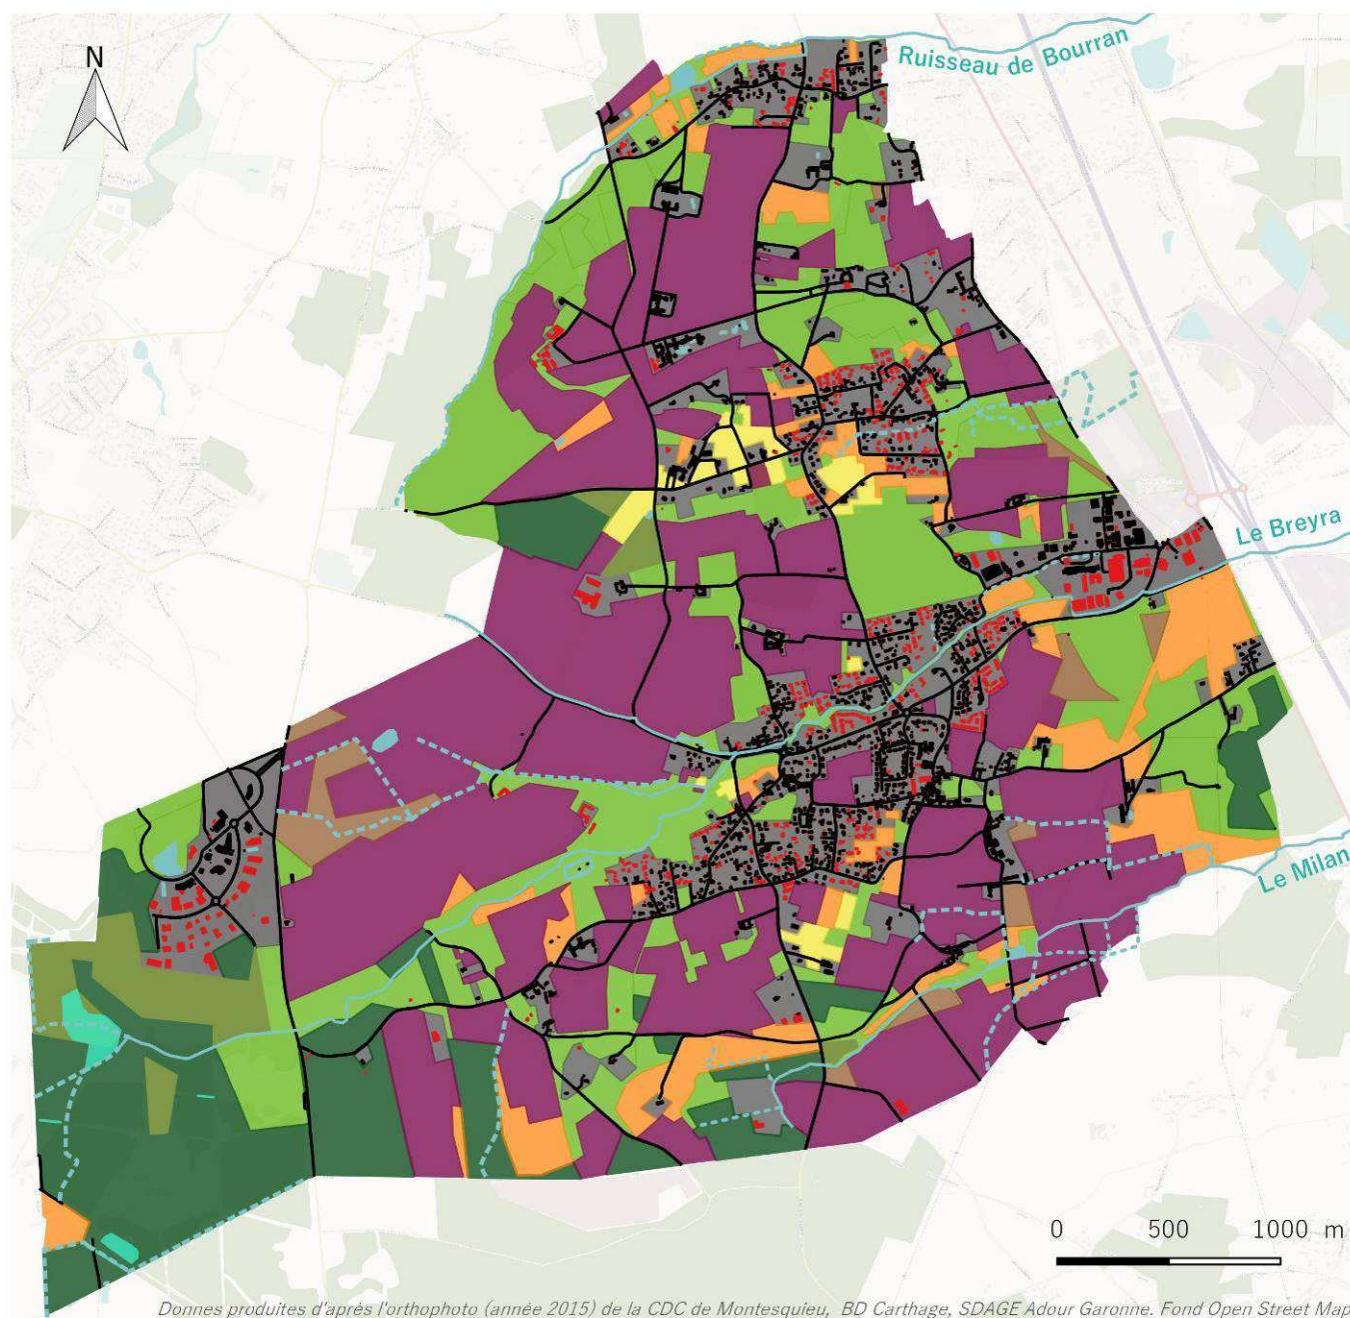 N
Ruisseau de Bourran
Le Breyra
Le Milan
0 500 1000 m
Donnes produites d'après l'orthophoto (année 2015) de la CDC de Montesquieu, BD Carthage, SDAGE Adour Garonne. Fond Open Street Map